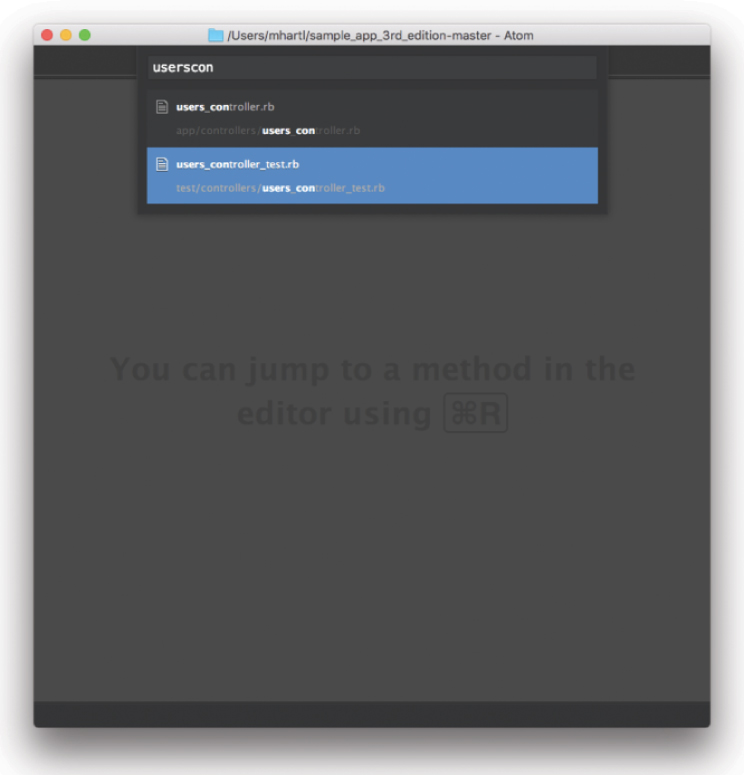 /Users/mhartl/sample_app_3rd_edition-master - Atom
userscon
users_controller.rb
app/controllers/users_controller.rb
users_controller_test.rb
test/controllers/users_controller_test.rb
You can jump to a method in the
editor using ⌘R